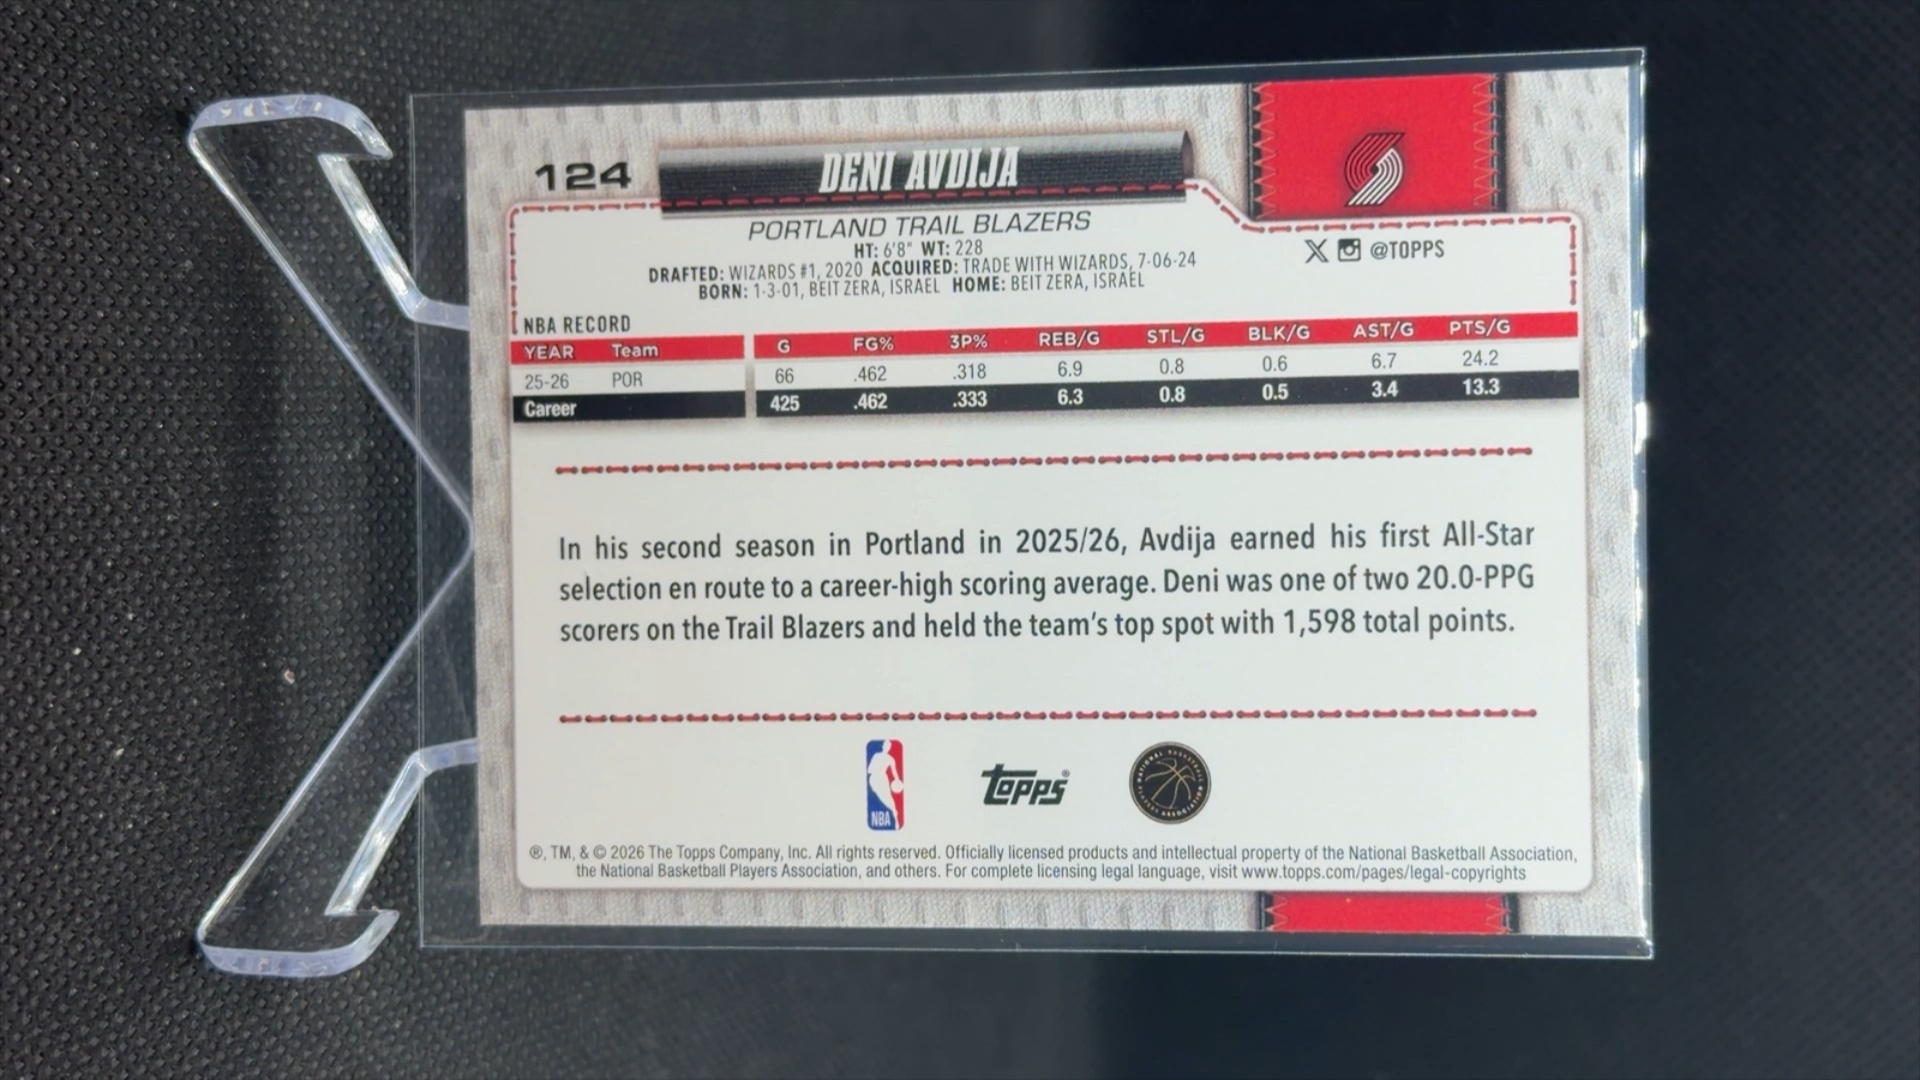 124
DENI AVDIJA
PORTLAND TRAIL BLAZERS
HT: 6'8" WT: 228
DRAFTED: WIZARDS #1, 2020 ACQUIRED: TRADE WITH WIZARDS, 7-06-24
BORN: 1-3-01, BEIT ZERA, ISRAEL HOME: BEIT ZERA, ISRAEL
@TOPPS
NBA RECORD
YEAR Team G FG% 3P% REB/G STL/G BLK/G AST/G PTS/G
25-26 POR 66 .462 .318 6.9 0.8 0.6 6.7 24.2
Career 425 .462 .333 6.3 0.8 0.5 3.4 13.3
In his second season in Portland in 2025/26, Avdija earned his first All-Star
selection en route to a career-high scoring average. Deni was one of two 20.0-PPG
scorers on the Trail Blazers and held the team's top spot with 1,598 total points.
NBA
Topps®
NATIONAL BASKETBALL PLAYERS ASSOCIATION
®, TM, & © 2026 The Topps Company, Inc. All rights reserved. Officially licensed products and intellectual property of the National Basketball Association,
the National Basketball Players Association, and others. For complete licensing legal language, visit www.topps.com/pages/legal-copyrights